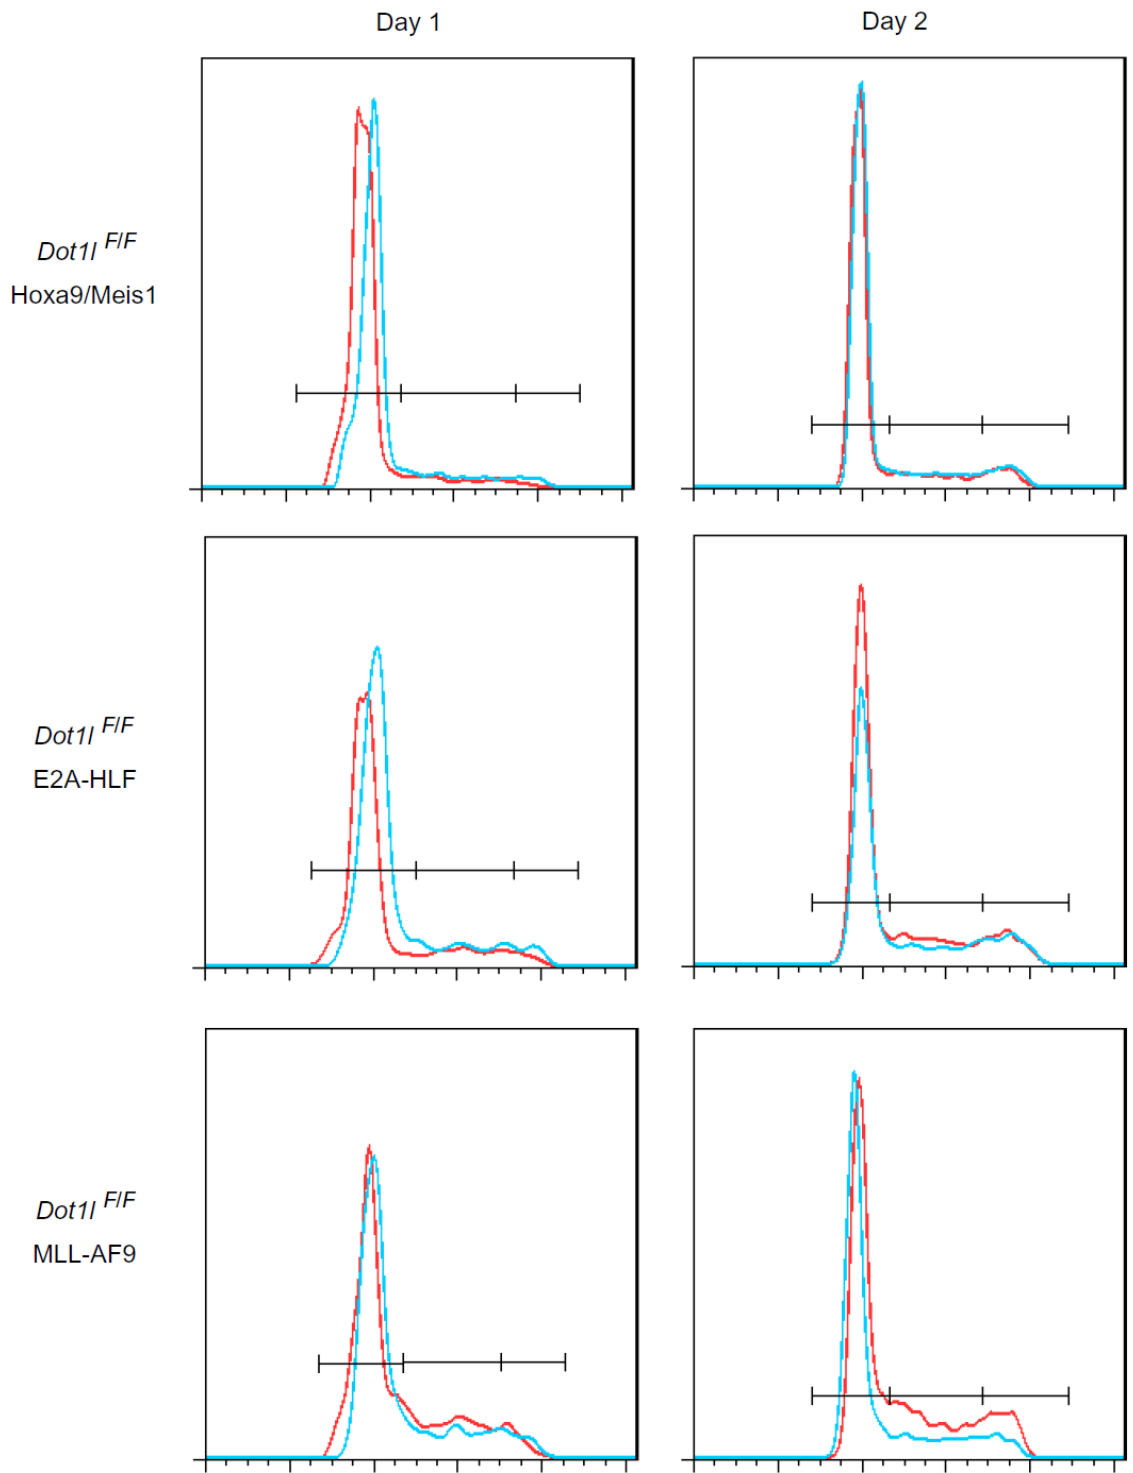 Day 1
Day 2
Dot1l F/F
Hoxa9/Meis1
Dot1l F/F
E2A-HLF
Dot1l F/F
MLL-AF9